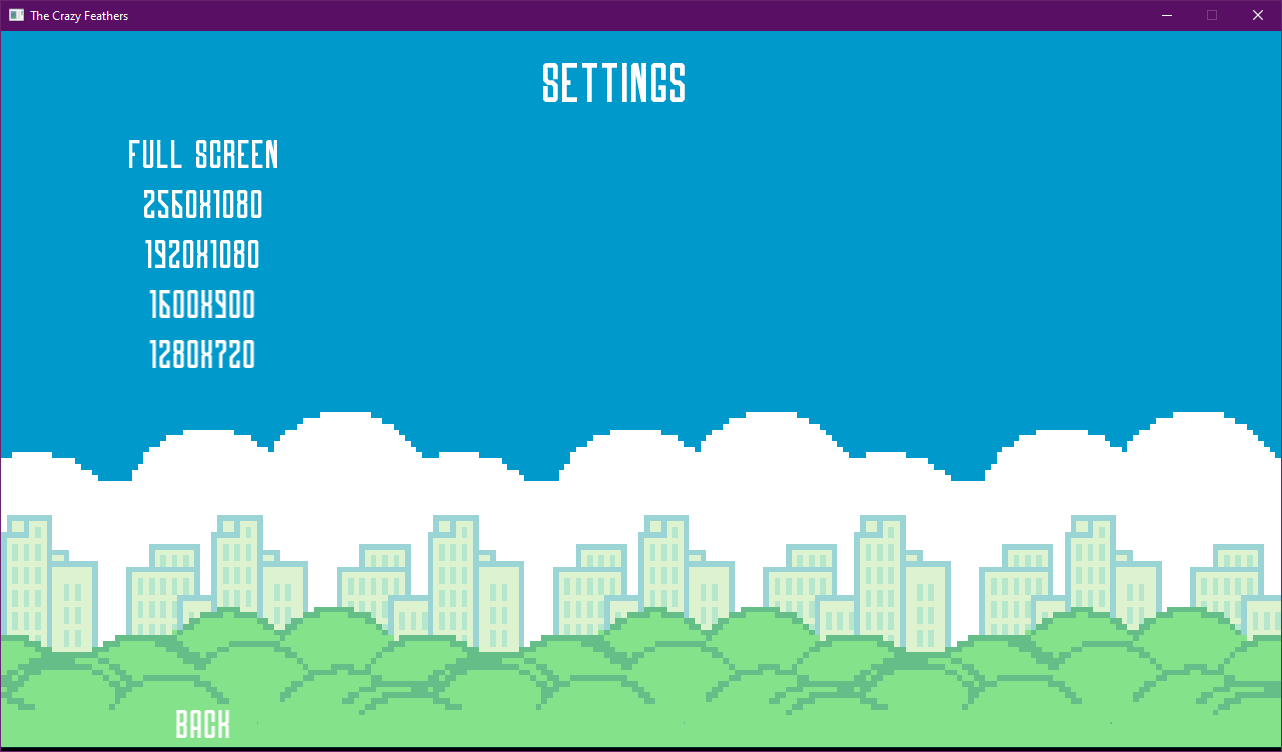 The Crazy Feathers
SETTINGS
FULL SCREEN
2560X1080
1920X1080
1600X900
1280X720
BACK